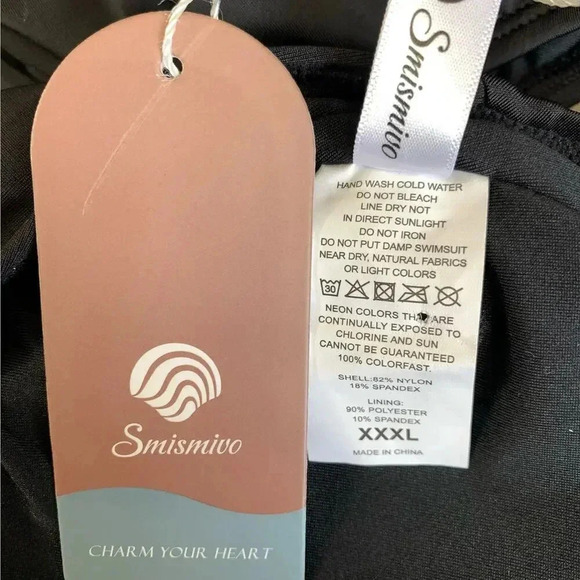 Smismivo
HAND WASH COLD WATER
DO NOT BLEACH
LINE DRY NOT
IN DIRECT SUNLIGHT
DO NOT IRON
DO NOT PUT DAMP SWIMSUIT
NEAR DRY, NATURAL FABRICS
OR LIGHT COLORS
30
NEON COLORS THAT ARE
CONTINUALLY EXPOSED TO
CHLORINE AND SUN
CANNOT BE GUARANTEED
100% COLORFAST.
SHELL:82% NYLON
18% SPANDEX
LINING:
90% POLYESTER
10% SPANDEX
XXXL
MADE IN CHINA
Smismivo
CHARM YOUR HEART